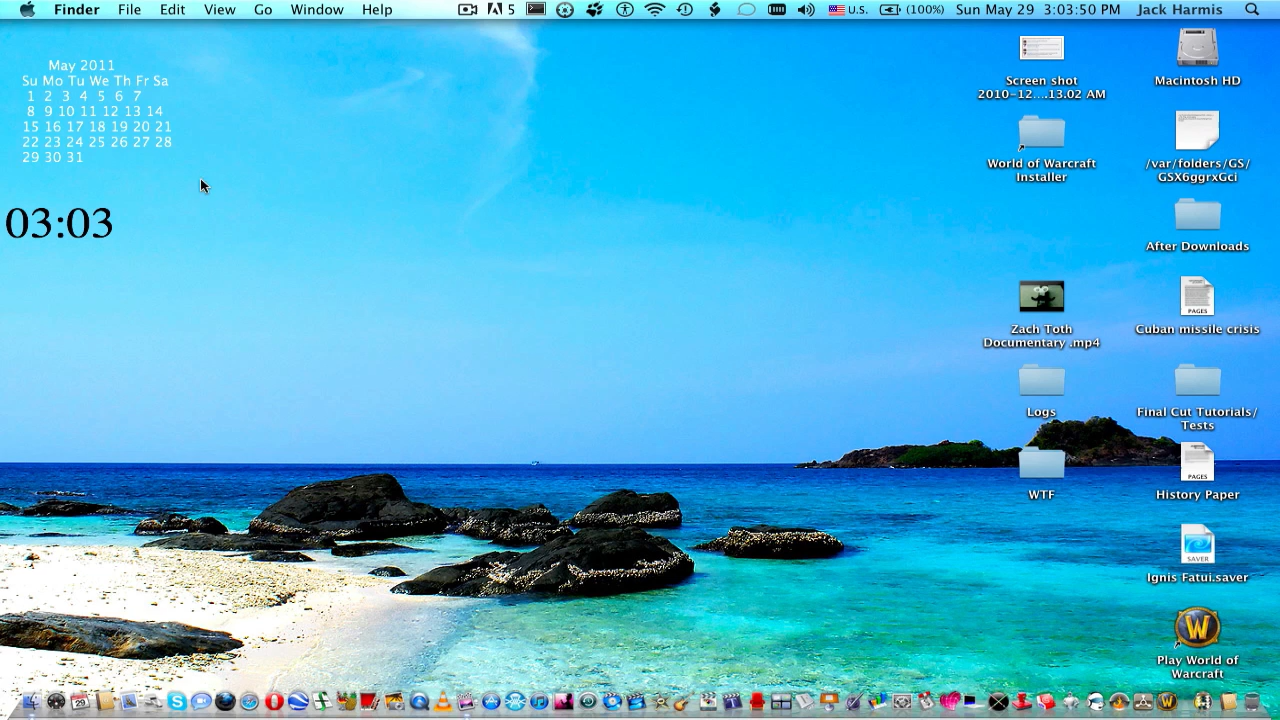 Finder File Edit View Go Window Help 5 U.S. (100%) Sun May 29 3:03:50 PM Jack Harmis
May 2011
Su Mo Tu We Th Fr Sa
1 2 3 4 5 6 7
8 9 10 11 12 13 14
15 16 17 18 19 20 21
22 23 24 25 26 27 28
29 30 31
03:03
Screen shot
2010-12....13.02 AM
Macintosh HD
World of Warcraft
Installer
/var/folders/GS/
GSX6ggrxGci
After Downloads
Zach Toth
Documentary .mp4
PAGES
Cuban missile crisis
Logs
Final Cut Tutorials/
Tests
WTF
PAGES
History Paper
SAVER
Ignis Fatui.saver
W
Play World of
Warcraft
29